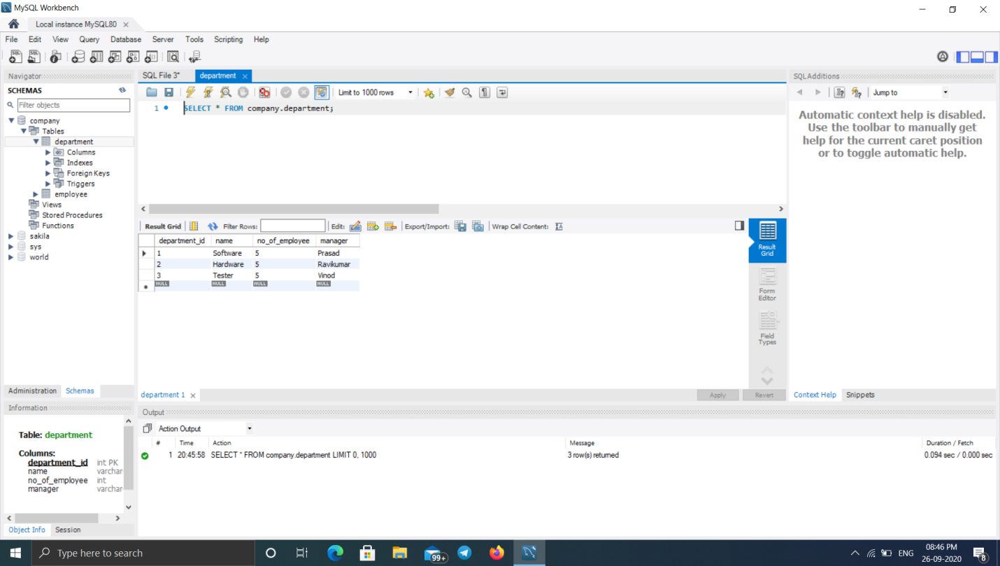 MySQL Workbench
Local instance MySQL80
File Edit View Query Database Server Tools Scripting Help
Navigator
SCHEMAS
Filter objects
company
Tables
department
Columns
Indexes
Foreign Keys
Triggers
employee
Views
Stored Procedures
Functions
sakila
sys
world
Administration Schemas
Information
Table: department
Columns:
department_id int PK
name varchar
no_of_employee int
manager varchar
Object Info Session
SQL File 3* department
Limit to 1000 rows
1 SELECT * FROM company.department;
Result Grid Filter Rows: Edit: Export/Import: Wrap Cell Content:
department_id name no_of_employee manager
1 Software 5 Prasad
2 Hardware 5 Ravikumar
3 Tester 5 Vinod
NULL NULL NULL NULL
Result
Grid
Form
Editor
Field
Types
department 1 Apply Revert
SQLAdditions
Jump to
Automatic context help is disabled.
Use the toolbar to manually get
help for the current caret position
or to toggle automatic help.
Context Help Snippets
Output
Action Output
# Time Action Message Duration / Fetch
1 20:45:58 SELECT * FROM company.department LIMIT 0, 1000 3 row(s) returned 0.094 sec / 0.000 sec
Type here to search
99+
ENG
08:46 PM
26-09-2020
8